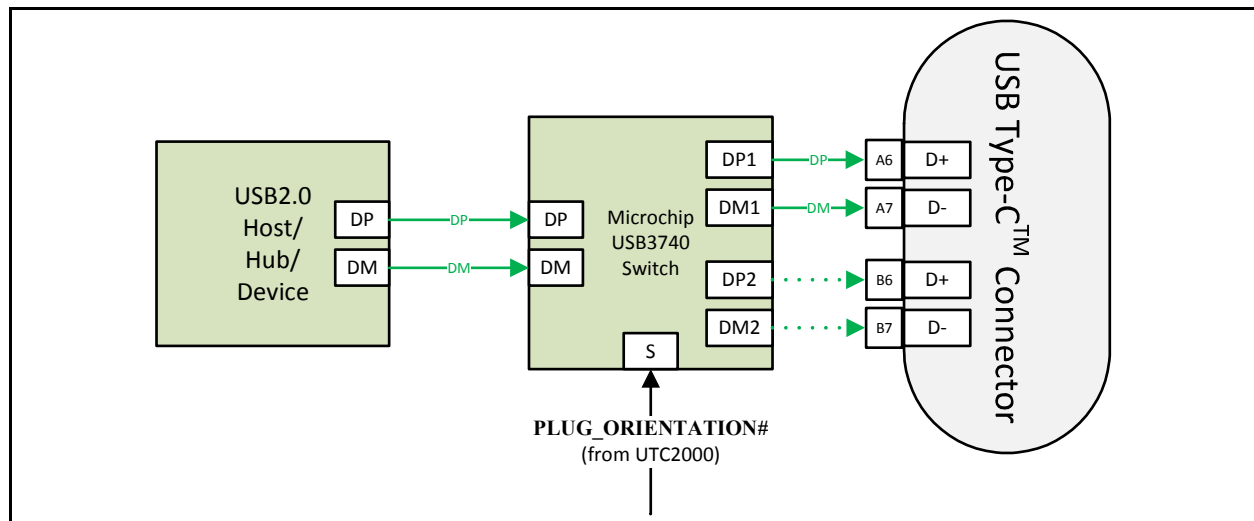 USB2.0
Host/
Hub/
Device
DP
DM
DP
DM
DP
DM
Microchip
USB3740
Switch
DP1
DM1
DP2
DM2
S
DP
DM
A6
A7
B6
B7
D+
D-
D+
D-
USB Type-C™ Connector
PLUG_ORIENTATION#
(from UTC2000)